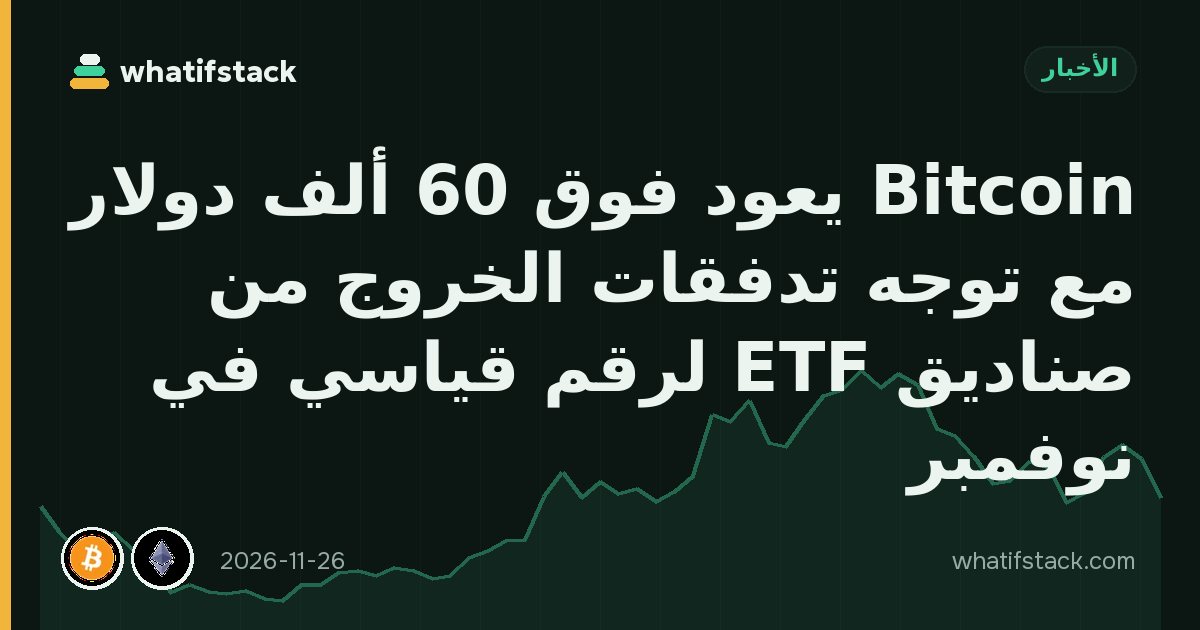 whatifstack
الأخبار
Bitcoin يعود فوق 60 ألف دولار
مع توجه تدفقات الخروج من
صناديق ETF لرقم قياسي في
نوفمبر
2026-11-26
whatifstack.com